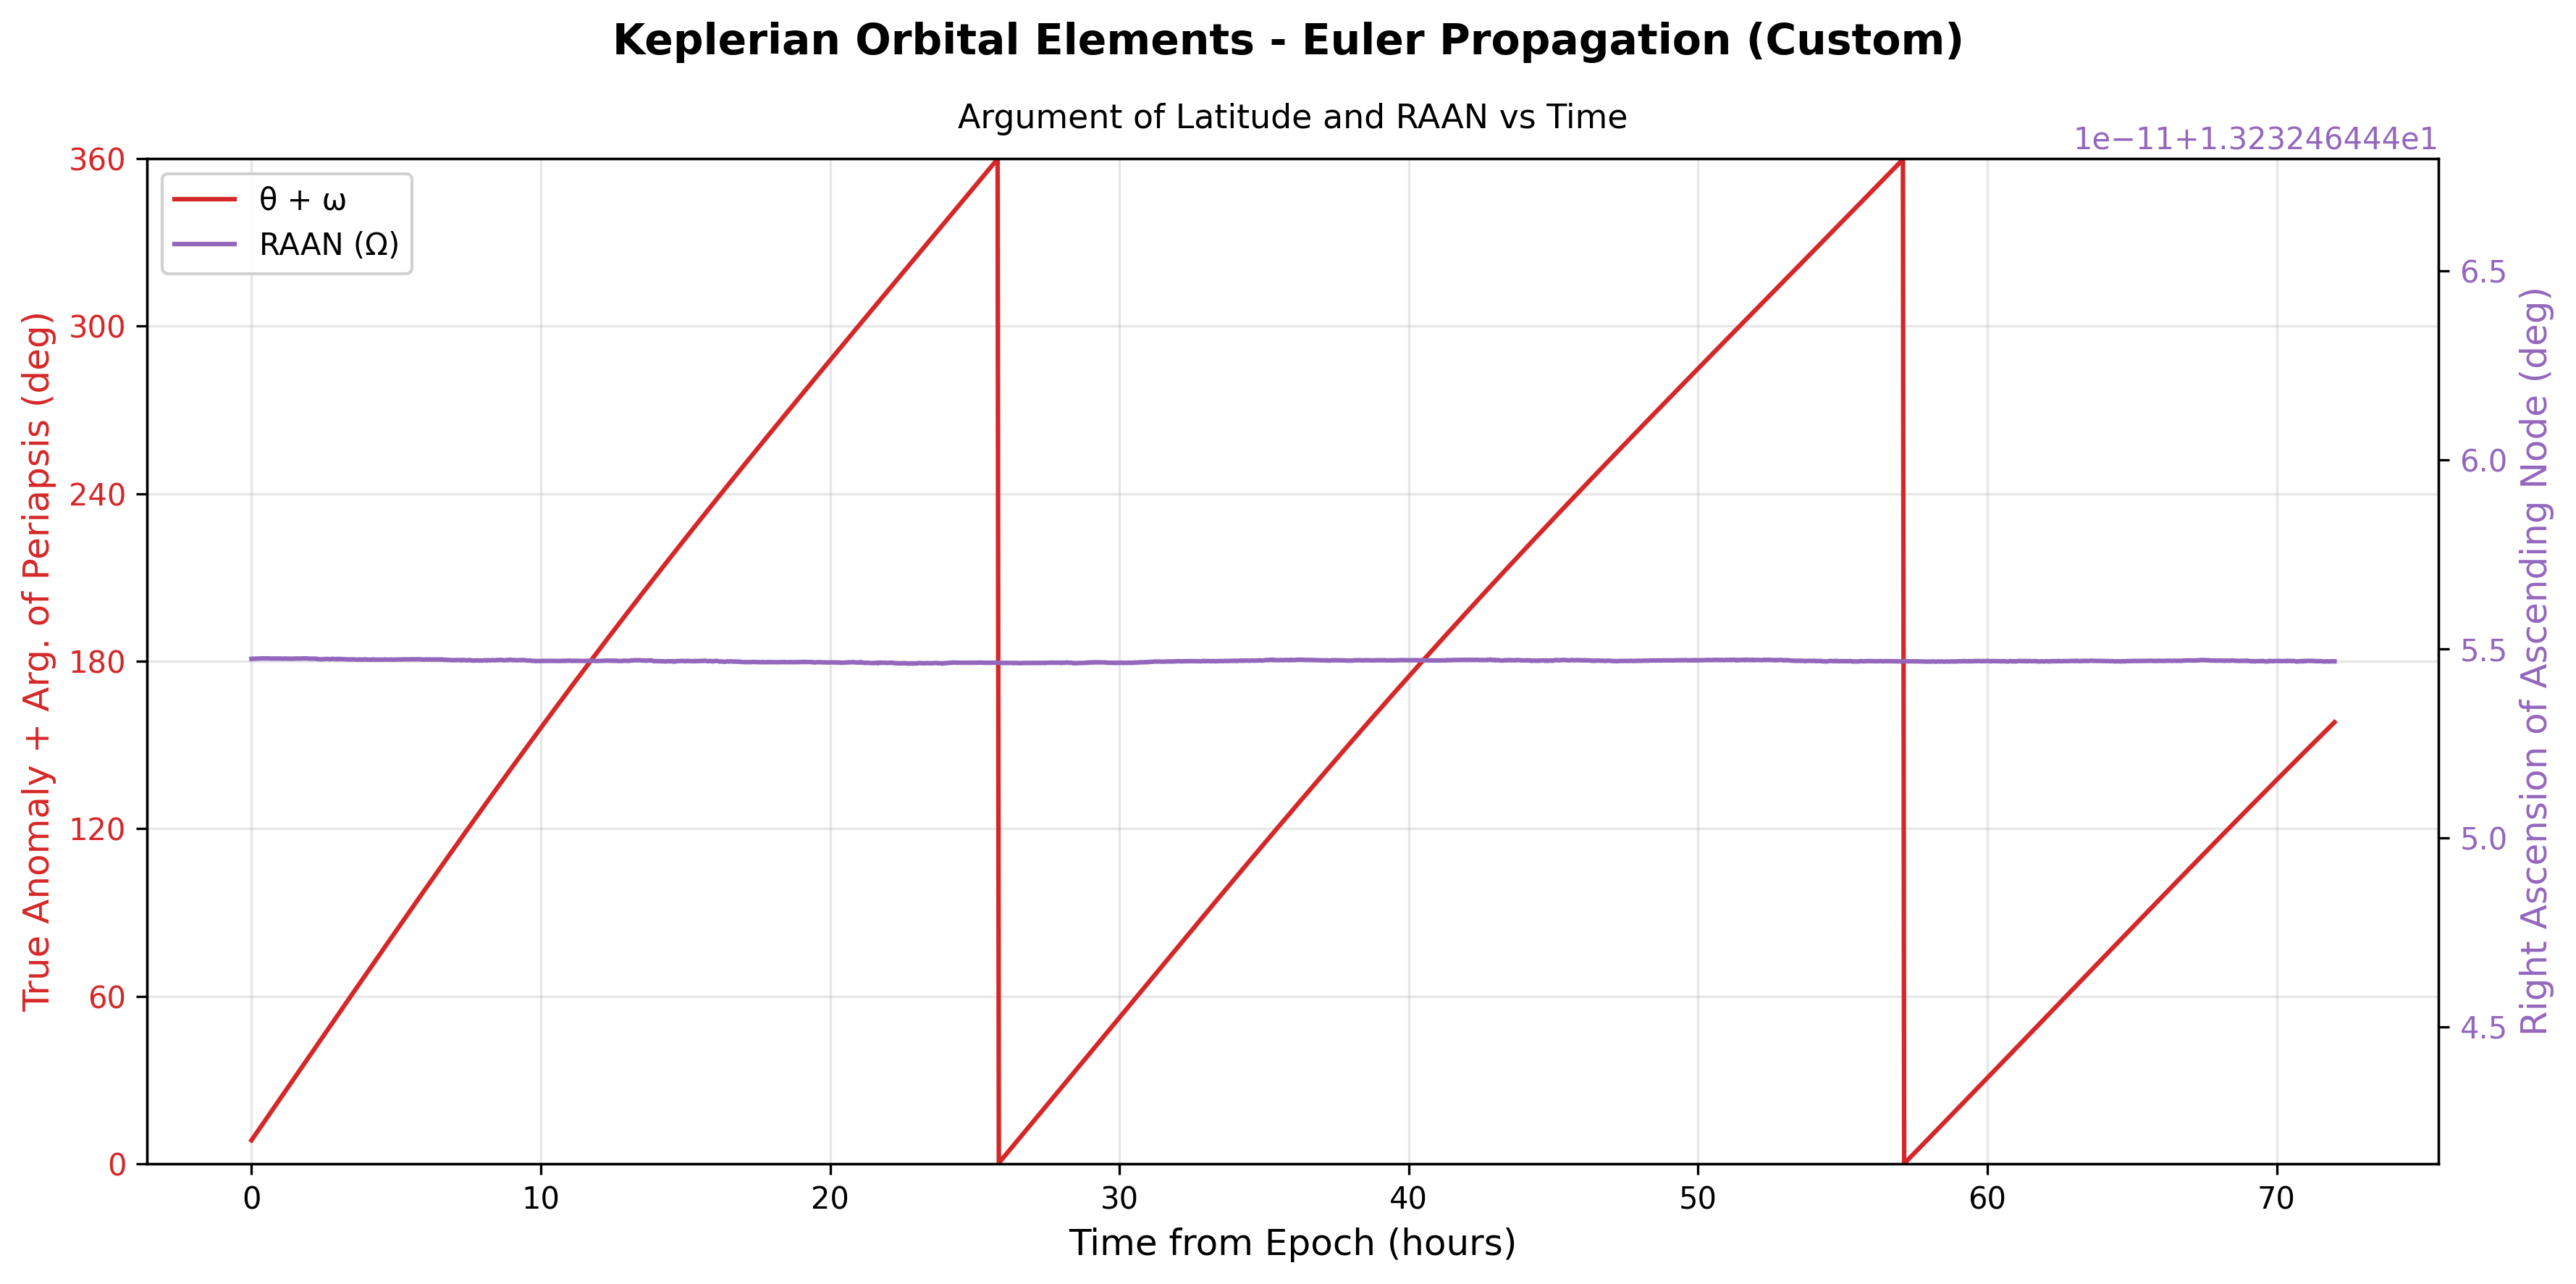 Keplerian Orbital Elements - Euler Propagation (Custom)
Argument of Latitude and RAAN vs Time
1e−11+1.323246444e1
θ + ω
RAAN (Ω)
True Anomaly + Arg. of Periapsis (deg)
360
300
240
180
120
60
0
6.5
6.0
5.5
5.0
4.5
Right Ascension of Ascending Node (deg)
0 10 20 30 40 50 60 70
Time from Epoch (hours)